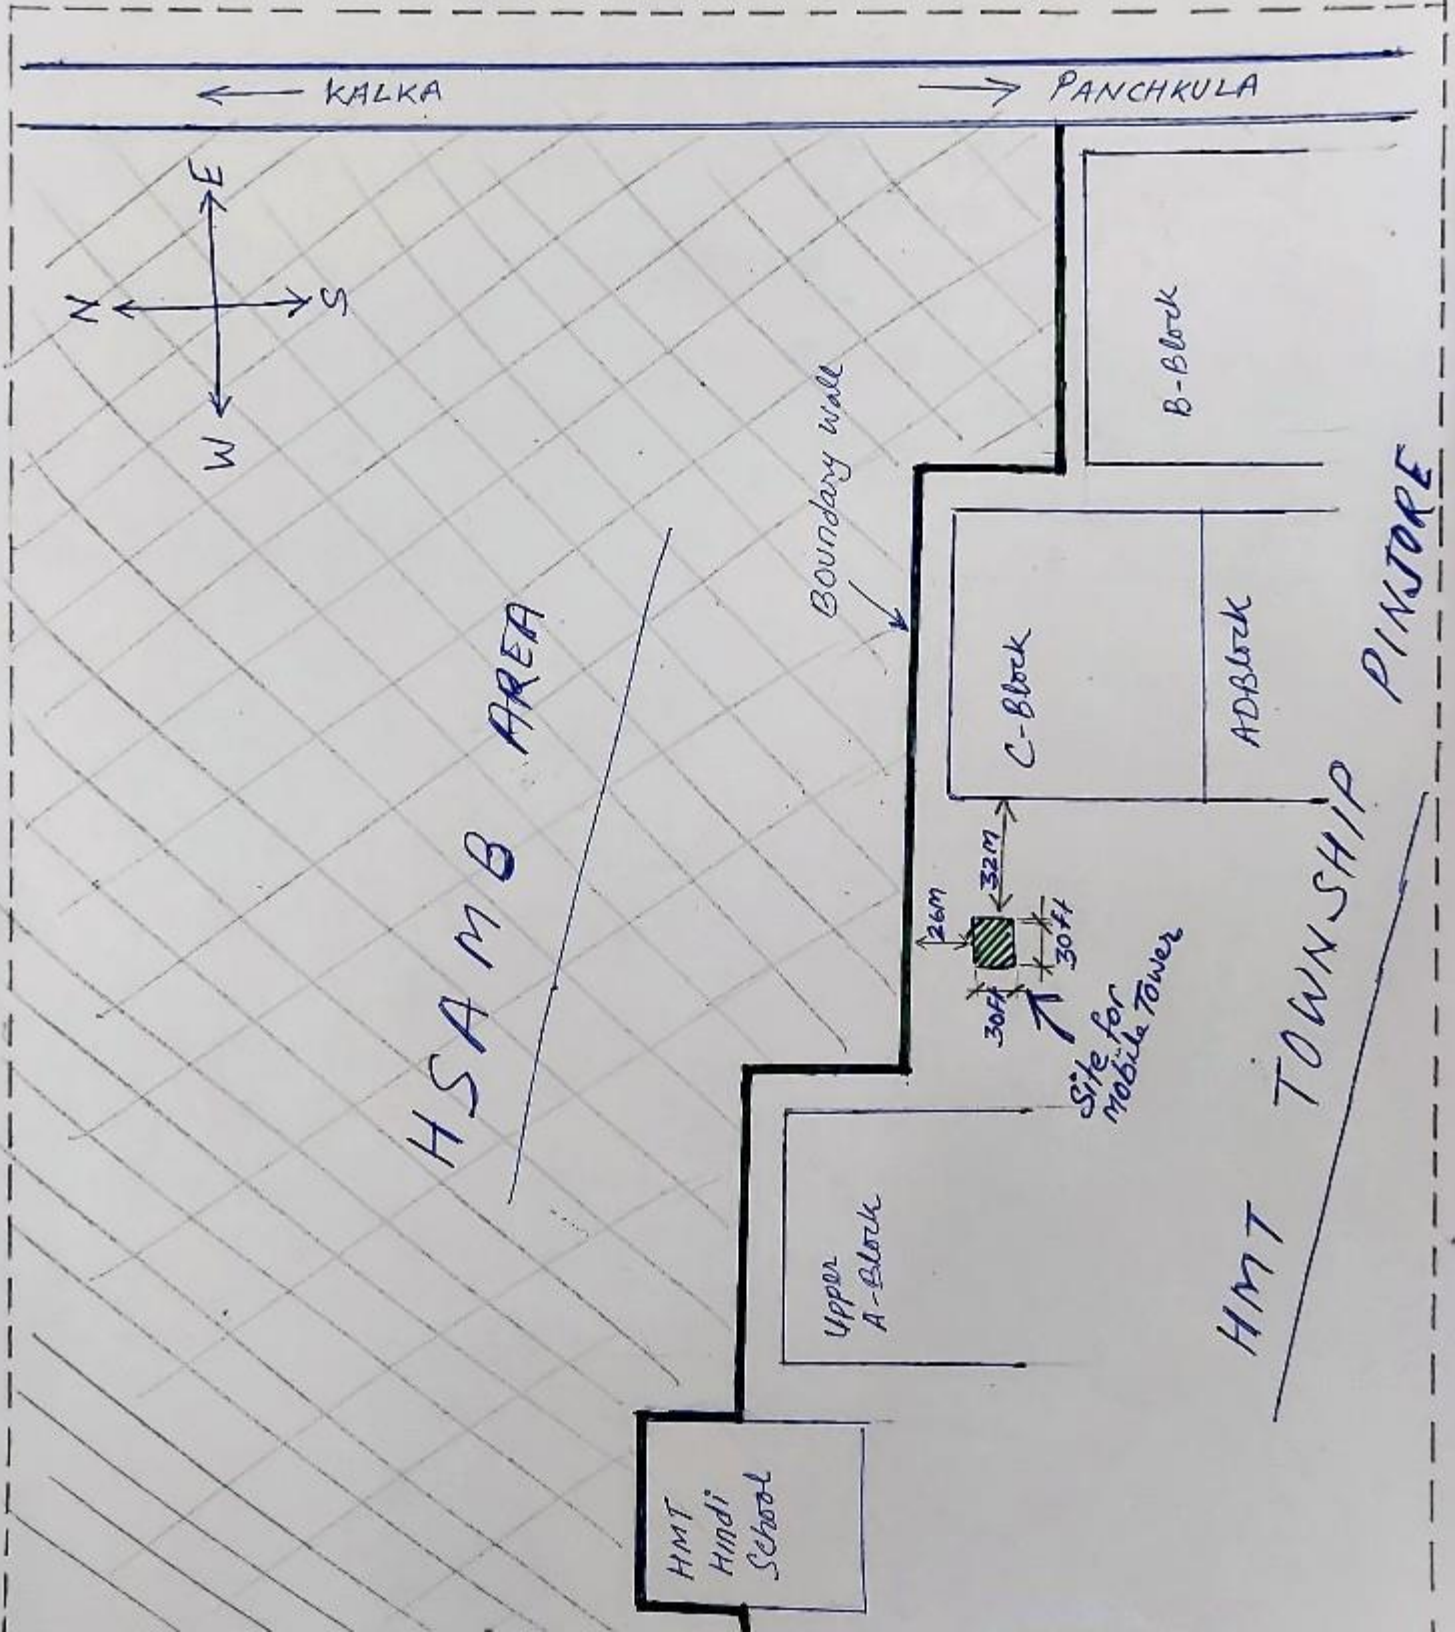 ← KALKA
→ PANCHKULA
E
N
S
W
B-Block
Boundary Wall
C-Block
ADBlock
HSAMB AREA
26M
32M
30ft
30ft
Site for
Mobile Tower
HMT TOWNSHIP PINJORE
Upper
A-Block
HMT
Hindi
School